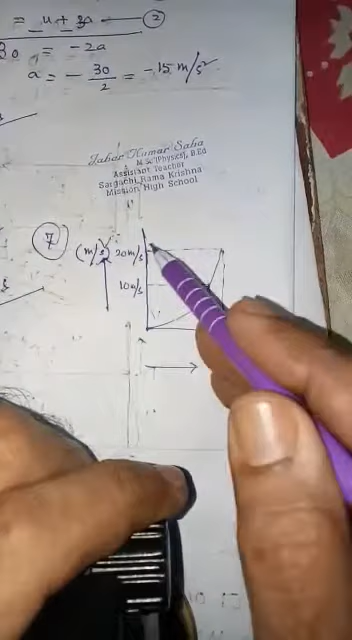 = u + 3a ——— ②
30 = -2a
a = - 30/2 = -15 m/s²
Jabar Kumar Saha
M.Sc (Physics), B.Ed
Assistant Teacher
Sargachi Rama Krishna
Mission High School
7
(m/s) 20m/s
10m/s